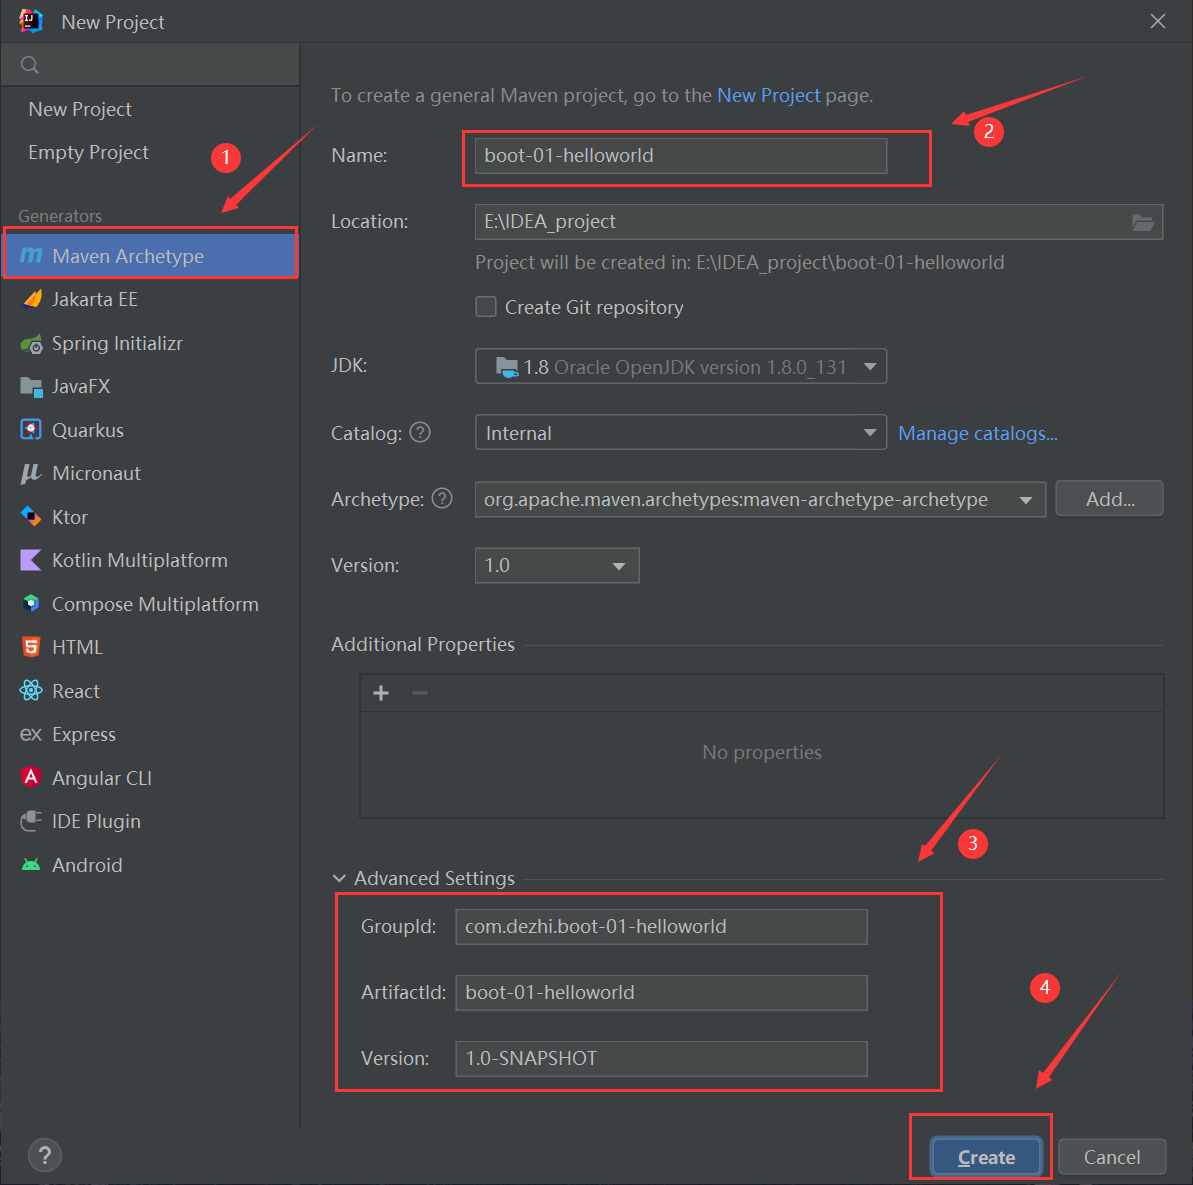 New Project
To create a general Maven project, go to the New Project page.
New Project
Empty Project
1
2
Name:
boot-01-helloworld
Location:
E:\IDEA_project
Project will be created in: E:\IDEA_project\boot-01-helloworld
Create Git repository
Generators
Maven Archetype
Jakarta EE
Spring Initializr
JavaFX
Quarkus
Micronaut
Ktor
Kotlin Multiplatform
Compose Multiplatform
HTML
React
ex Express
Angular CLI
IDE Plugin
Android
JDK:
1.8 Oracle OpenJDK version 1.8.0_131
Catalog: ?
Internal
Manage catalogs...
Archetype: ?
org.apache.maven.archetypes:maven-archetype-archetype
Add...
Version:
1.0
Additional Properties
No properties
3
Advanced Settings
GroupId:
com.dezhi.boot-01-helloworld
ArtifactId:
boot-01-helloworld
Version:
1.0-SNAPSHOT
4
?
Create
Cancel